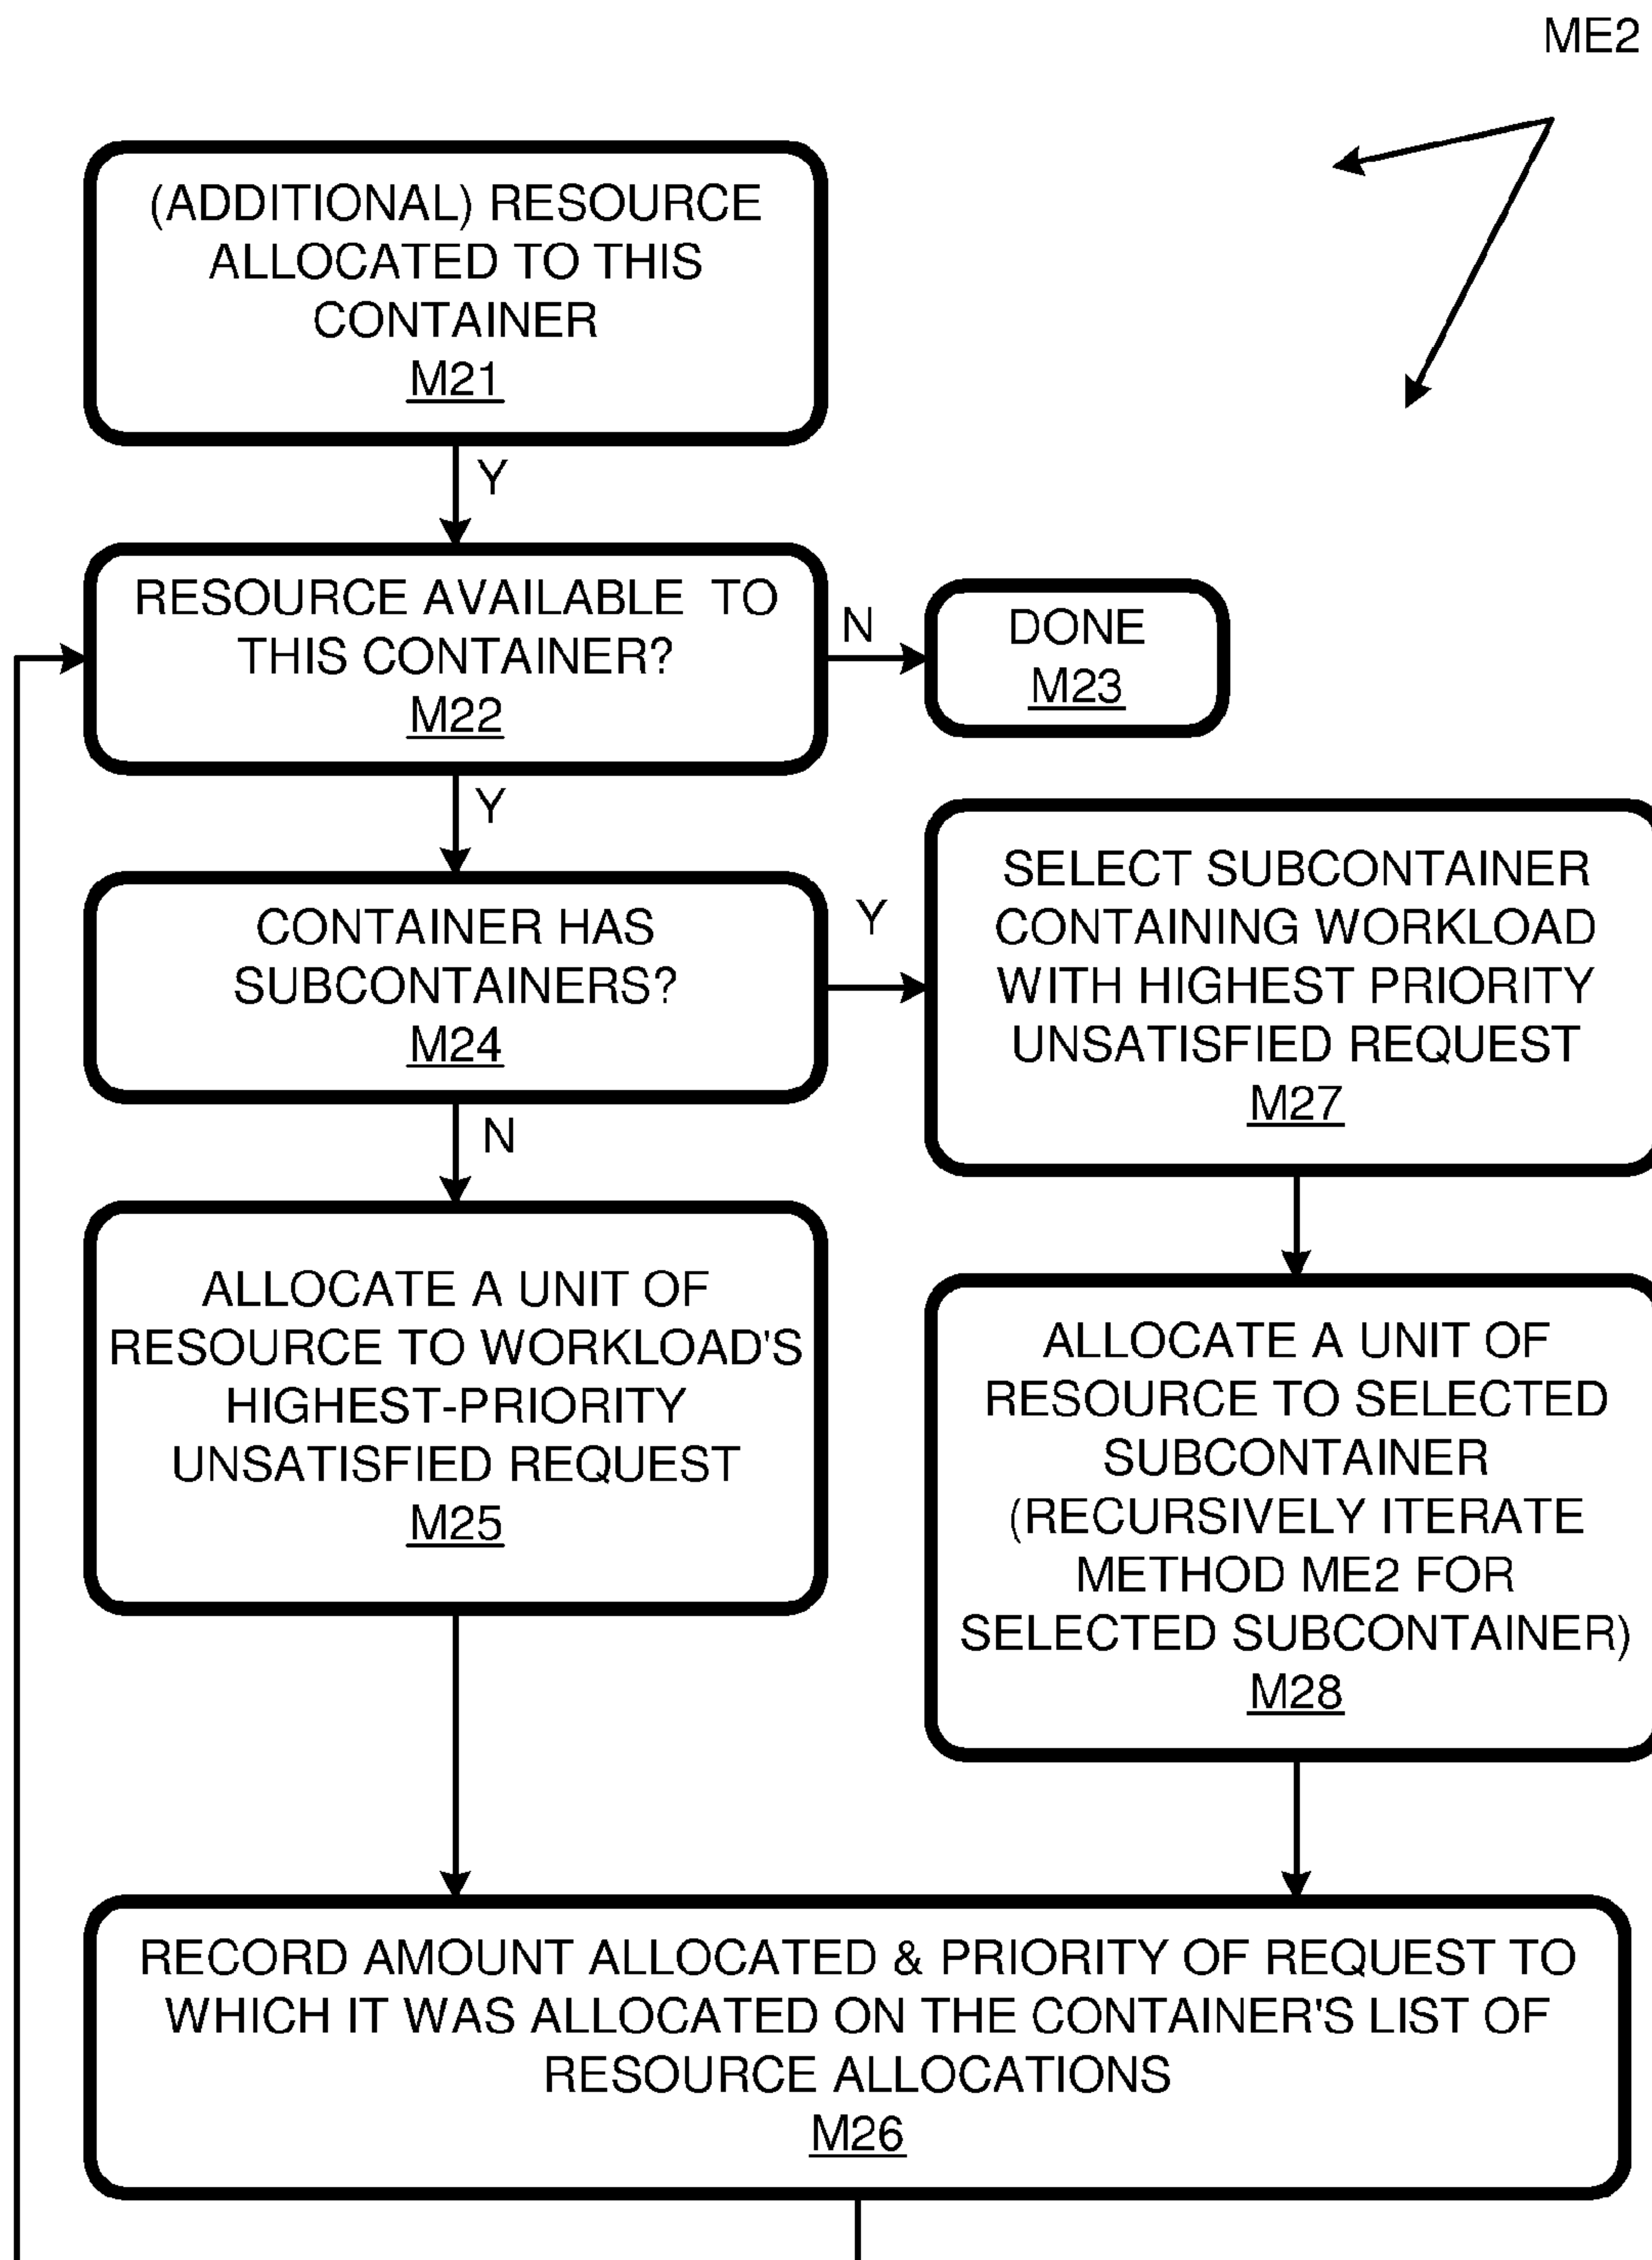 ME2
(ADDITIONAL) RESOURCE
ALLOCATED TO THIS
CONTAINER
M21
Y
RESOURCE AVAILABLE TO
THIS CONTAINER?
M22
N
DONE
M23
Y
CONTAINER HAS
SUBCONTAINERS?
M24
Y
SELECT SUBCONTAINER
CONTAINING WORKLOAD
WITH HIGHEST PRIORITY
UNSATISFIED REQUEST
M27
N
ALLOCATE A UNIT OF
RESOURCE TO WORKLOAD'S
HIGHEST-PRIORITY
UNSATISFIED REQUEST
M25
ALLOCATE A UNIT OF
RESOURCE TO SELECTED
SUBCONTAINER
(RECURSIVELY ITERATE
METHOD ME2 FOR
SELECTED SUBCONTAINER)
M28
RECORD AMOUNT ALLOCATED & PRIORITY OF REQUEST TO
WHICH IT WAS ALLOCATED ON THE CONTAINER'S LIST OF
RESOURCE ALLOCATIONS
M26